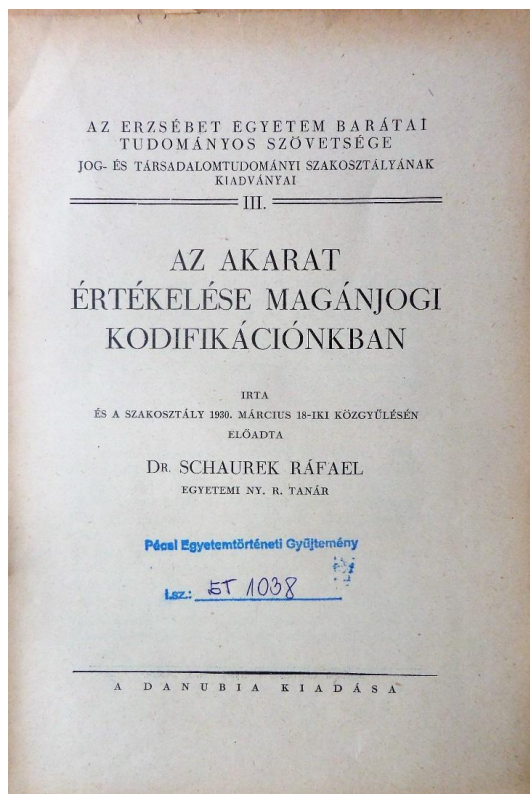 AZ ERZSÉBET EGYETEM BARÁTAI
TUDOMÁNYOS SZÖVETSÉGE
JOG- ÉS TÁRSADALOMTUDOMÁNYI SZAKOSZTÁLYÁNAK
KIADVÁNYAI
III.
AZ AKARAT
ÉRTÉKELÉSE MAGÁNJOGI
KODIFIKÁCIÓNKBAN
IRTA
ÉS A SZAKOSZTÁLY 1930. MÁRCIUS 18-IKI KÖZGYŰLÉSÉN
ELŐADTA
DR. SCHAUREK RÁFAEL
EGYETEMI NY. R. TANÁR
Pécsi Egyetemtörténeti Gyűjtemény
Lsz.: ET 1038
A DANUBIA KIADÁSA